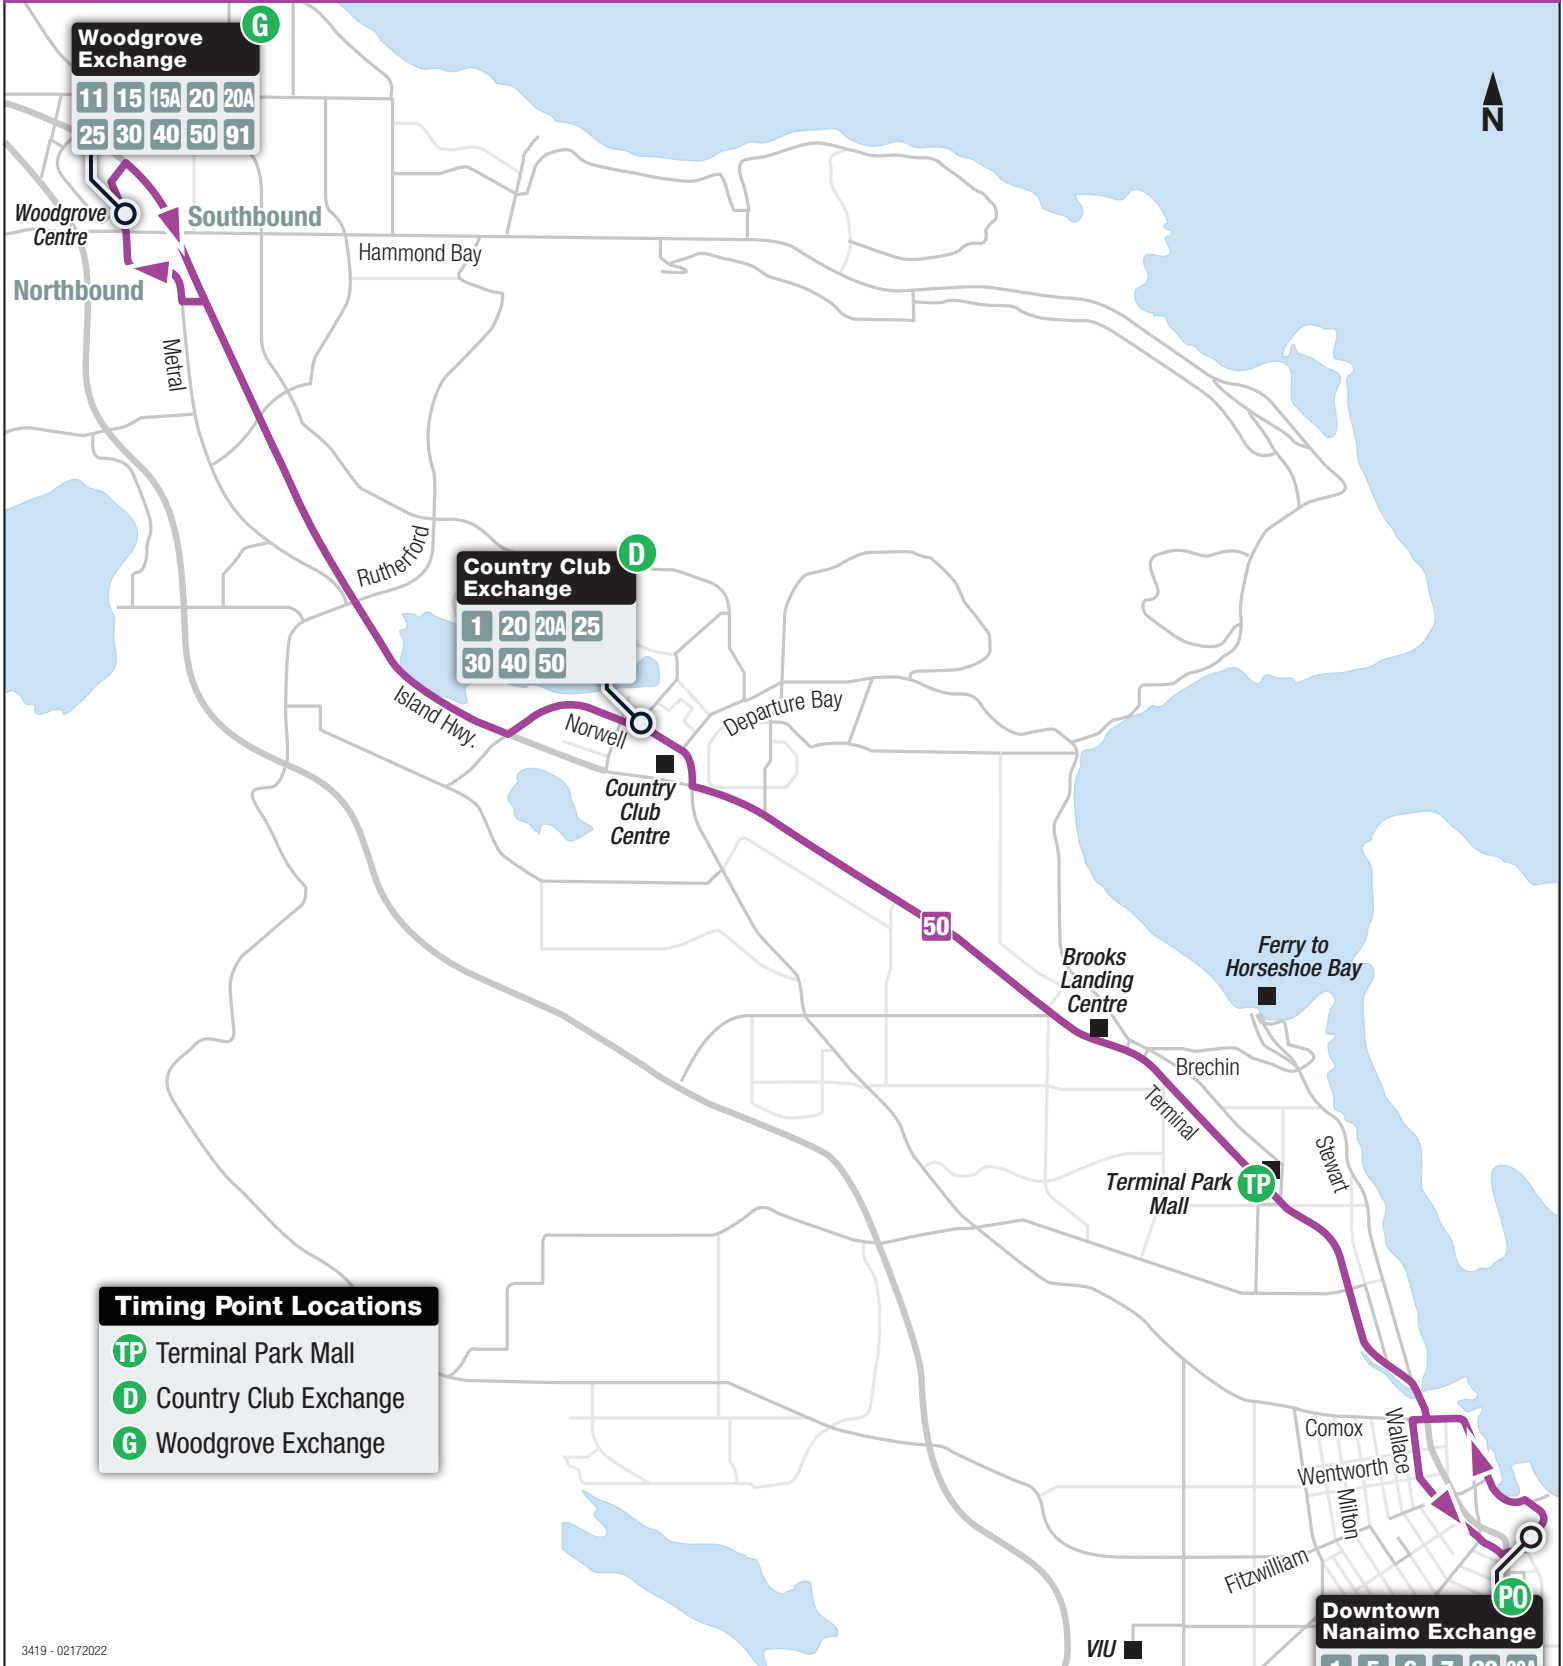 G
Woodgrove
Exchange
11 15 15A 20 20A
25 30 40 50 91
N
Woodgrove
Centre
Southbound
Hammond Bay
Northbound
Metral
Rutherford
D
Country Club
Exchange
1 20 20A 25
30 40 50
Island Hwy.
Norwell
Departure Bay
Country
Club
Centre
50
Brooks
Landing
Centre
Ferry to
Horseshoe Bay
Brechin
Terminal
Stewart
Terminal Park
Mall
TP
Timing Point Locations
TP Terminal Park Mall
D Country Club Exchange
G Woodgrove Exchange
Comox
Wallace
Wentworth
Milton
Fitzwilliam
PO
Downtown
Nanaimo Exchange
VIU
3419 - 02172022